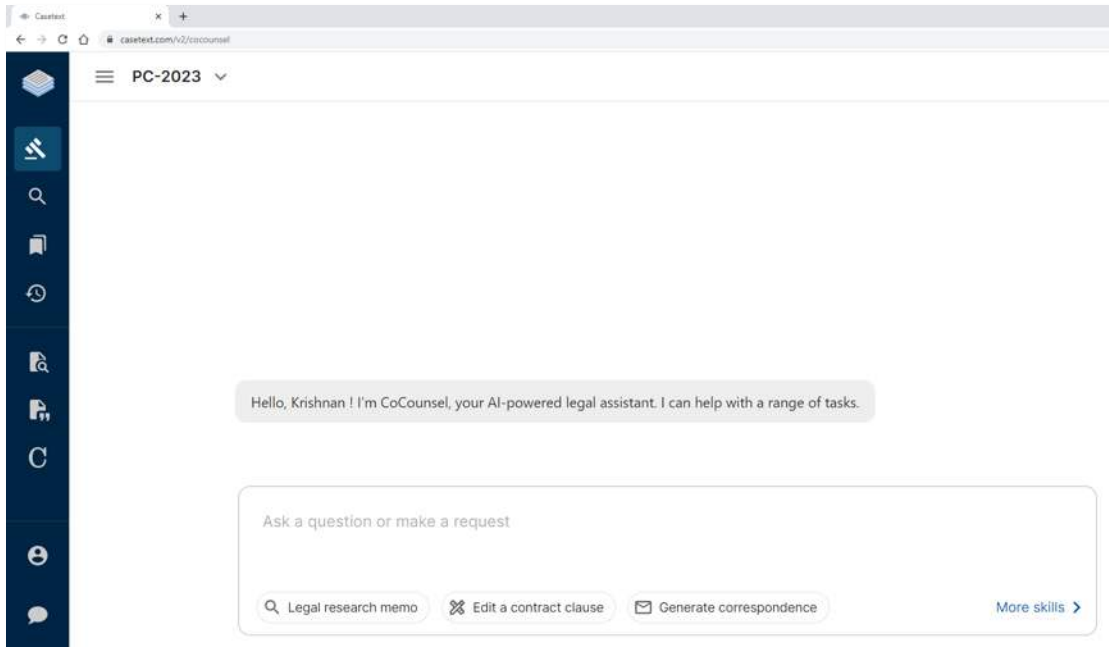 Casetext
casetext.com/v2/cocounsel
PC-2023
Hello, Krishnan ! I'm CoCounsel, your AI-powered legal assistant. I can help with a range of tasks.
C
Ask a question or make a request
Legal research memo Edit a contract clause Generate correspondence More skills